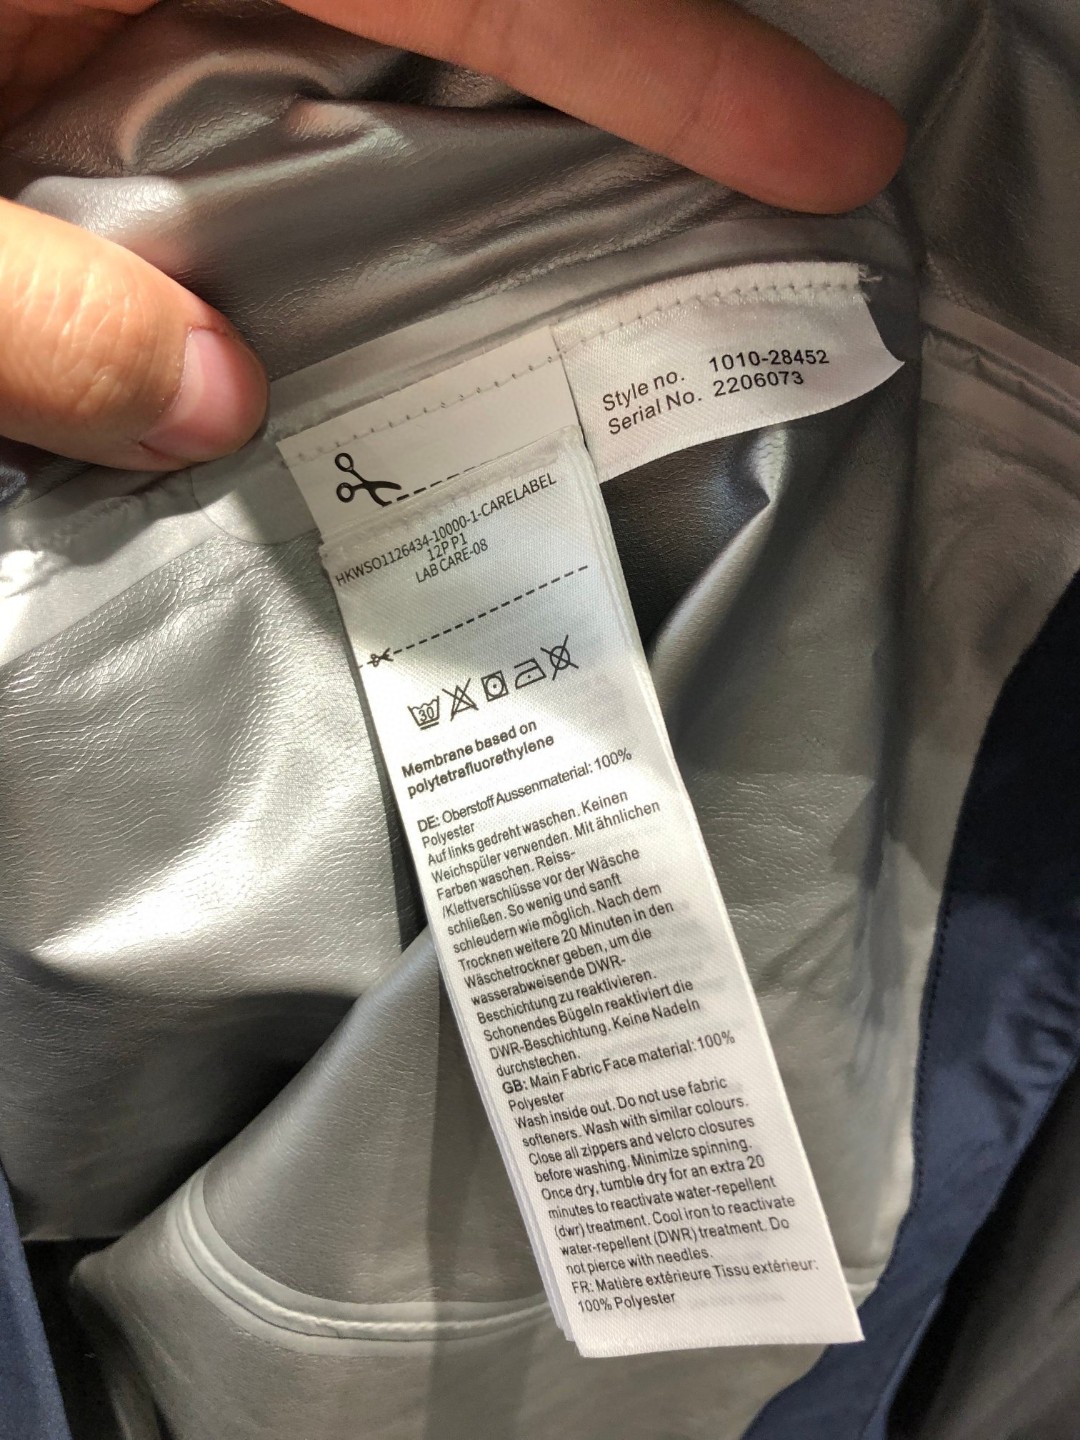 Style no. 1010-28452
Serial No. 2206073
HKWSO1126434-10000-1-CARELABEL
12P P1
LAB CARE-08
30
Membrane based on
polytetrafluorethylene
DE: Oberstoff Aussenmaterial: 100%
Polyester
Auf links gedreht waschen. Keinen
Weichspüler verwenden. Mit ähnlichen
Farben waschen. Reiss-
/Klettverschlüsse vor der Wäsche
schließen. So wenig und sanft
schleudern wie möglich. Nach dem
Trocknen weitere 20 Minuten in den
Wäschetrockner geben, um die
wasserabweisende DWR-
Beschichtung zu reaktivieren.
Schonendes Bügeln reaktiviert die
DWR-Beschichtung. Keine Nadeln
durchstechen.
GB: Main Fabric Face material: 100%
Polyester
Wash inside out. Do not use fabric
softeners. Wash with similar colours.
Close all zippers and velcro closures
before washing. Minimize spinning.
Once dry, tumble dry for an extra 20
minutes to reactivate water-repellent
(dwr) treatment. Cool iron to reactivate
water-repellent (DWR) treatment. Do
not pierce with needles.
FR: Matière extérieure Tissu extérieur:
100% Polyester